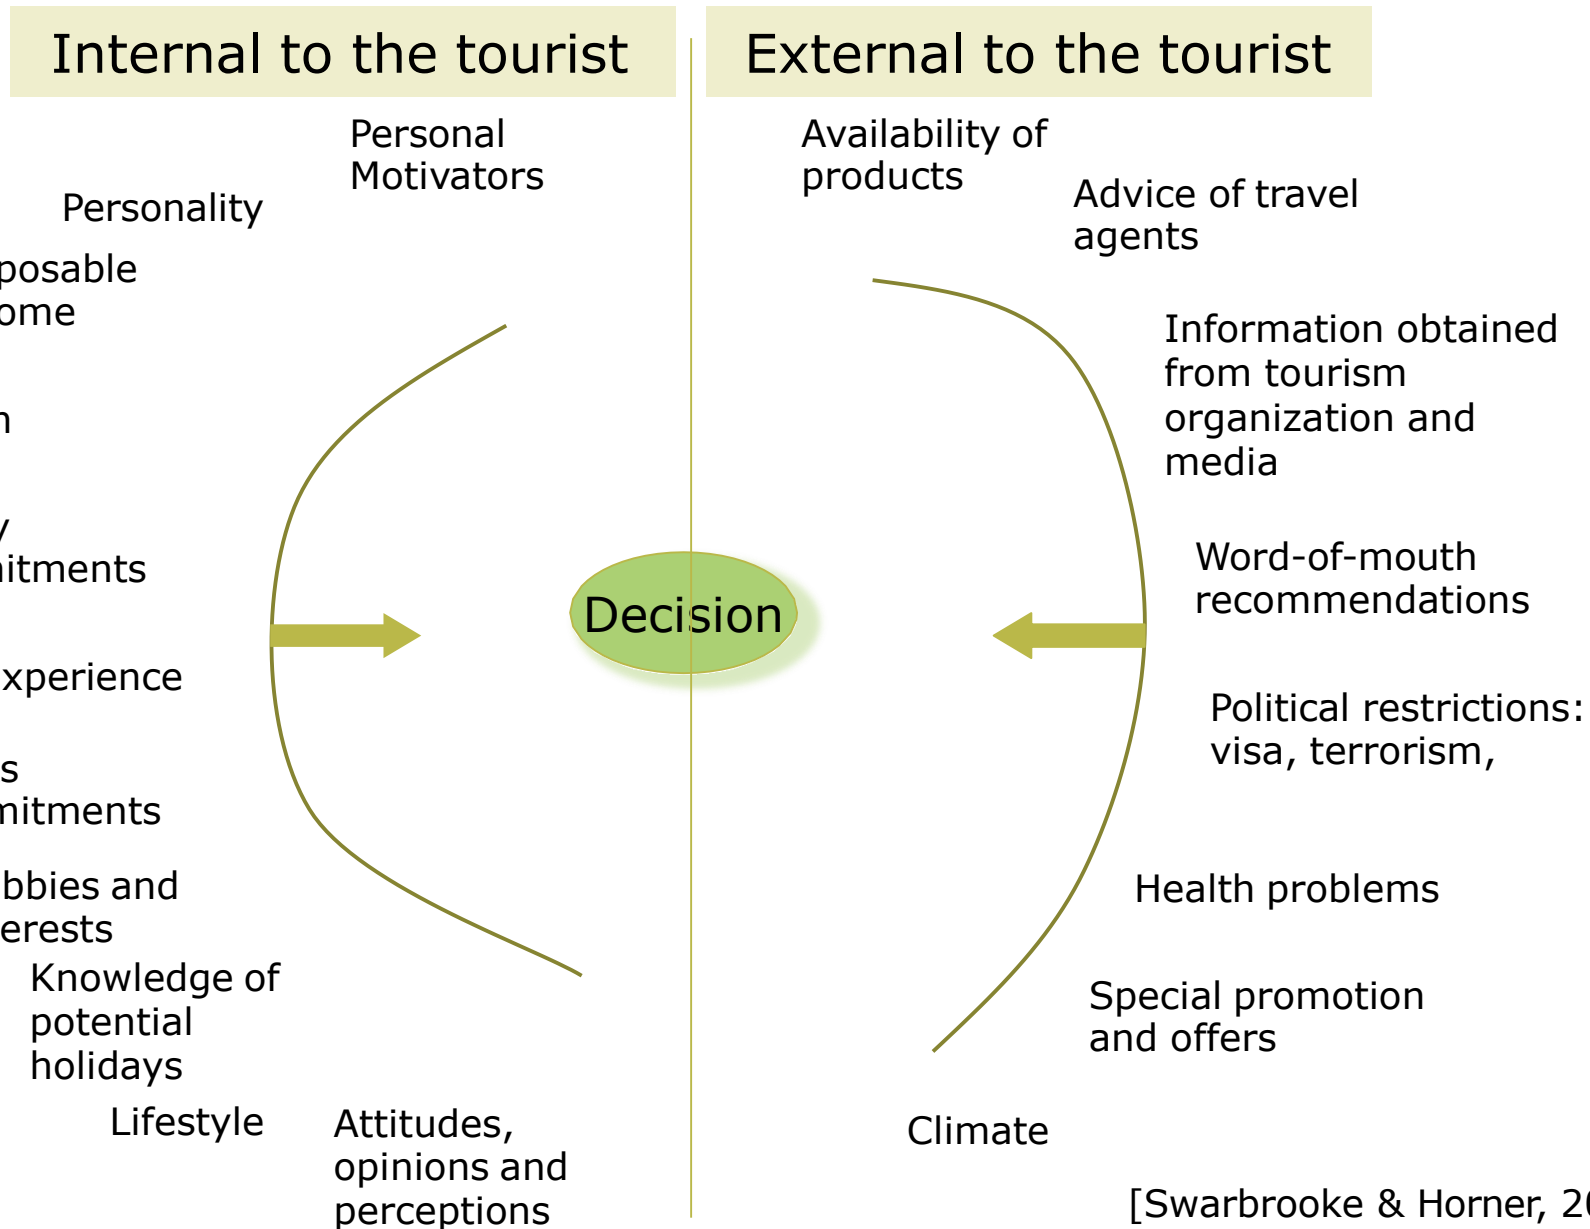 Internal to the tourist
External to the tourist
Personal
Motivators
Personality
posable
ome
y
itments
xperience
s
mitments
bbies and
erests
Knowledge of
potential
holidays
Lifestyle
Attitudes,
opinions and
perceptions
Decision
Availability of
products
Advice of travel
agents
Information obtained
from tourism
organization and
media
Word-of-mouth
recommendations
Political restrictions:
visa, terrorism,
Health problems
Special promotion
and offers
Climate
[Swarbrooke & Horner, 20